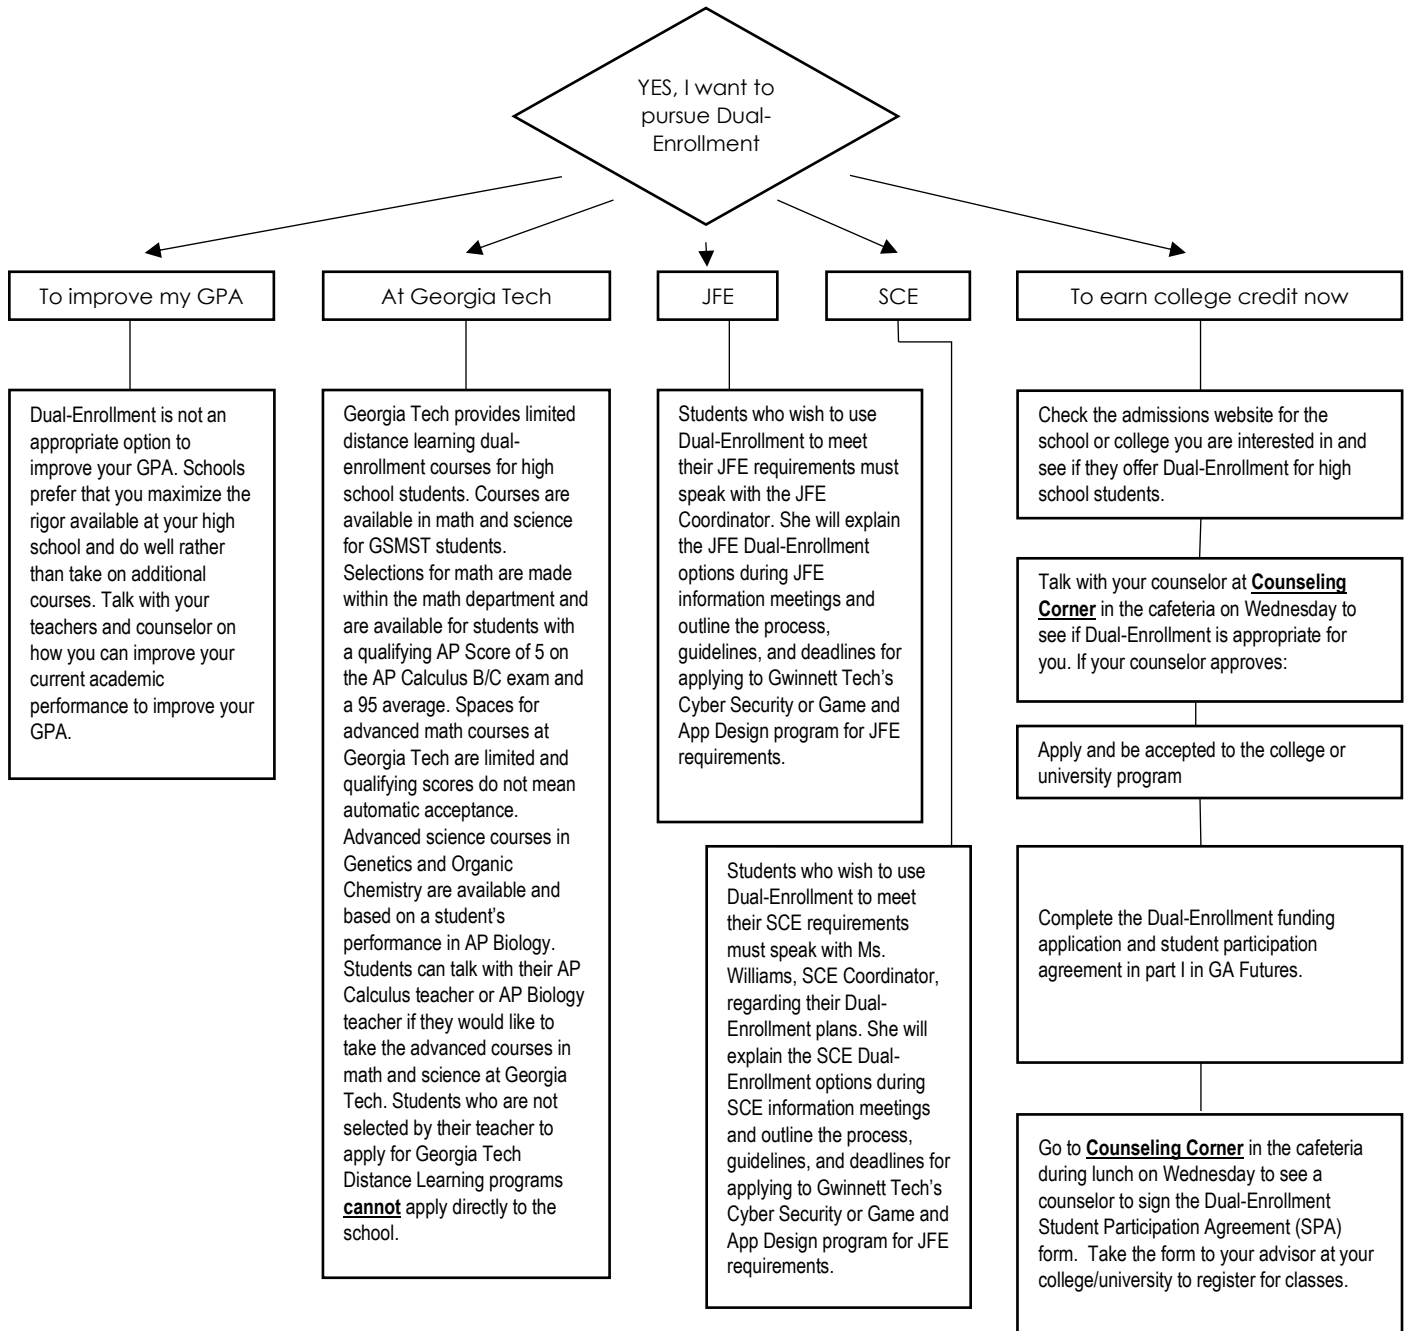 YES, I want to
pursue Dual-
Enrollment
To improve my GPA
At Georgia Tech
JFE
SCE
To earn college credit now
Dual-Enrollment is not an
appropriate option to
improve your GPA. Schools
prefer that you maximize the
rigor available at your high
school and do well rather
than take on additional
courses. Talk with your
teachers and counselor on
how you can improve your
current academic
performance to improve your
GPA.
Georgia Tech provides limited
distance learning dual-
enrollment courses for high
school students. Courses are
available in math and science
for GSMST students.
Selections for math are made
within the math department and
are available for students with
a qualifying AP Score of 5 on
the AP Calculus B/C exam and
a 95 average. Spaces for
advanced math courses at
Georgia Tech are limited and
qualifying scores do not mean
automatic acceptance.
Advanced science courses in
Genetics and Organic
Chemistry are available and
based on a student’s
performance in AP Biology.
Students can talk with their AP
Calculus teacher or AP Biology
teacher if they would like to
take the advanced courses in
math and science at Georgia
Tech. Students who are not
selected by their teacher to
apply for Georgia Tech
Distance Learning programs
cannot apply directly to the
school.
Students who wish to use
Dual-Enrollment to meet
their JFE requirements must
speak with the JFE
Coordinator. She will explain
the JFE Dual-Enrollment
options during JFE
information meetings and
outline the process,
guidelines, and deadlines for
applying to Gwinnett Tech’s
Cyber Security or Game and
App Design program for JFE
requirements.
Students who wish to use
Dual-Enrollment to meet
their SCE requirements
must speak with Ms.
Williams, SCE Coordinator,
regarding their Dual-
Enrollment plans. She will
explain the SCE Dual-
Enrollment options during
SCE information meetings
and outline the process,
guidelines, and deadlines for
applying to Gwinnett Tech’s
Cyber Security or Game and
App Design program for JFE
requirements.
Check the admissions website for the
school or college you are interested in and
see if they offer Dual-Enrollment for high
school students.
Talk with your counselor at Counseling
Corner in the cafeteria on Wednesday to
see if Dual-Enrollment is appropriate for
you. If your counselor approves:
Apply and be accepted to the college or
university program
Complete the Dual-Enrollment funding
application and student participation
agreement in part I in GA Futures.
Go to Counseling Corner in the cafeteria
during lunch on Wednesday to see a
counselor to sign the Dual-Enrollment
Student Participation Agreement (SPA)
form.  Take the form to your advisor at your
college/university to register for classes.